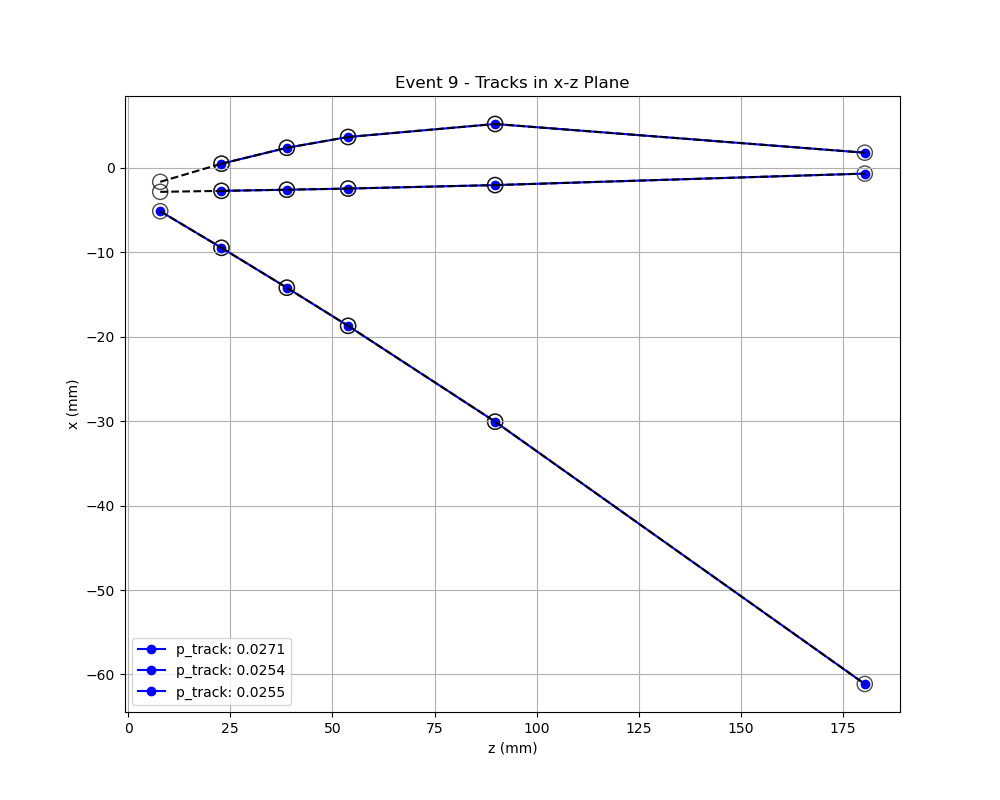 Event 9 - Tracks in x-z Plane
0
−10
−20
−30
−40
−50
−60
x (mm)
p_track: 0.0271
p_track: 0.0254
p_track: 0.0255
0
25
50
75
100
125
150
175
z (mm)